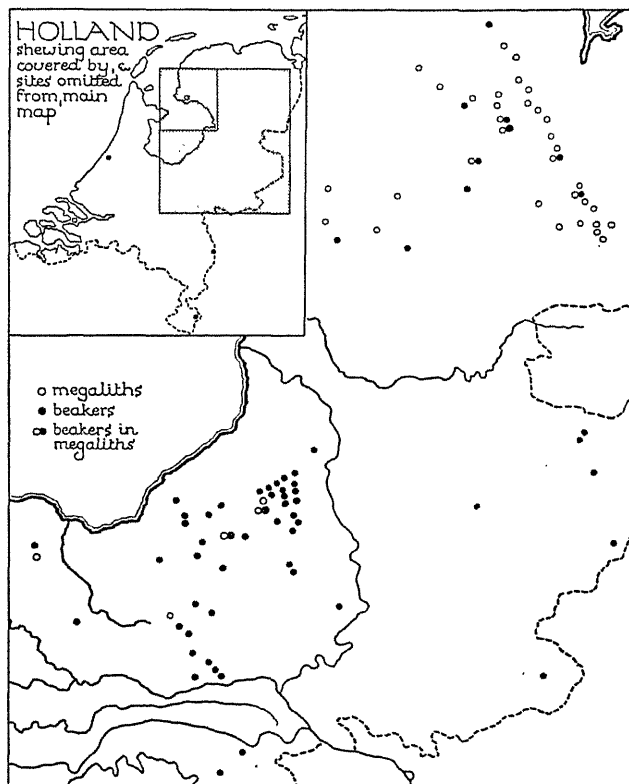 HOLLAND
shewing area
covered by, &
sites omitted
from, main
map
megaliths
beakers
beakers in
megaliths